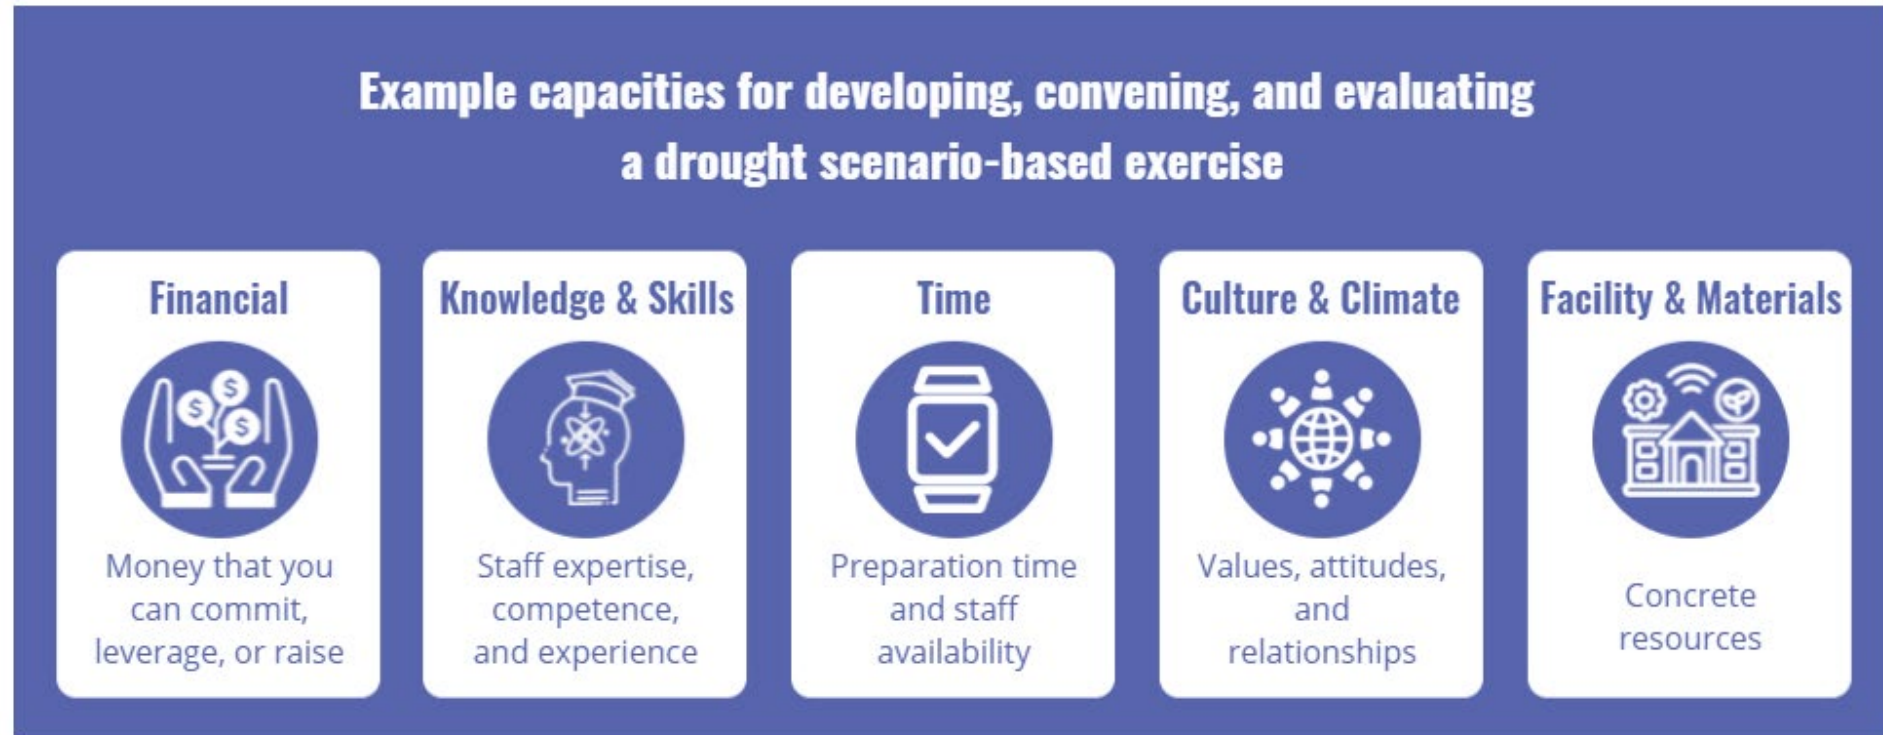 Example capacities for developing, convening, and evaluating
a drought scenario-based exercise
Financial
$
$
$
Money that you
can commit,
leverage, or raise
Knowledge & Skills
Staff expertise,
competence,
and experience
Time
Preparation time
and staff
availability
Culture & Climate
Values, attitudes,
and
relationships
Facility & Materials
Concrete
resources